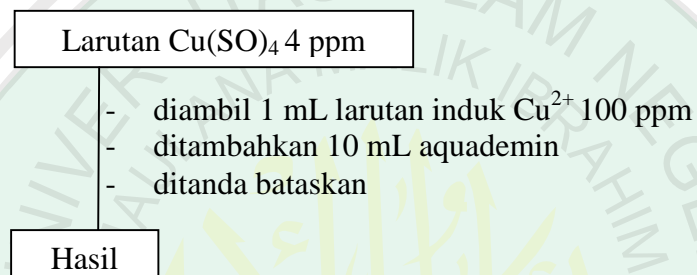 Larutan Cu(SO)₄ 4 ppm
- diambil 1 mL larutan induk Cu²⁺ 100 ppm
- ditambahkan 10 mL aquademin
- ditanda bataskan
Hasil